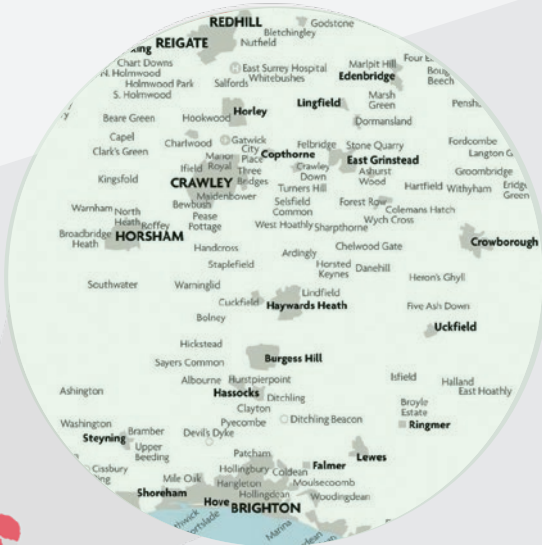 REDHILL
Godstone
Bletchingley
REIGATE
Nutfield
Chart Downs
N. Holmwood
East Surrey Hospital
Whitebushes
Marlpit Hill
Edenbridge
Holmwood Park
Salfords
S. Holmwood
Beech
Marsh
Green
Lingfield
Beare Green
Hookwood
Horley
Dormansland
Capel
Charlwood
Gatwick
Felbridge
Stone Quarry
Fordcombe
Clark's Green
Manor
Royal
City
Place
Copthorne
East Grinstead
Langton G
Ifield
Three
Bridges
Crawley
Down
Ashurst
Wood
Groombridge
Kingsfold
CRAWLEY
Turners Hill
Hartfield
Withyham
Green
Maidenbower
Bewbush
Selsfield
Common
Forest Row
Colemans Hatch
Warnham
North
Heath
Roffey
Pease
Pottage
West Hoathly
Sharpthorne
Wych Cross
Broadbridge
Heath
HORSHAM
Handcross
Ardingly
Chelwood Gate
Crowborough
Staplefield
Horsted
Keynes
Danehill
Southwater
Warninglid
Lindfield
Heron's Ghyll
Cuckfield
Haywards Heath
Five Ash Down
Bolney
Uckfield
Hickstead
Burgess Hill
Sayers Common
Albourne
Hurstpierpoint
Isfield
Halland
Ashington
Hassocks
Ditchling
East Hoathly
Clayton
Broyle
Estate
Washington
Bramber
Pyecombe
Ditchling Beacon
Ringmer
Steyning
Devil's Dyke
Upper
Beeding
Patcham
Lewes
Cissbury
Hollingbury
Coldean
Falmer
Mile Oak
Hangleton
Moulsecoomb
Shoreham
Hollingdean
Woodingdean
Hove
BRIGHTON
Marina